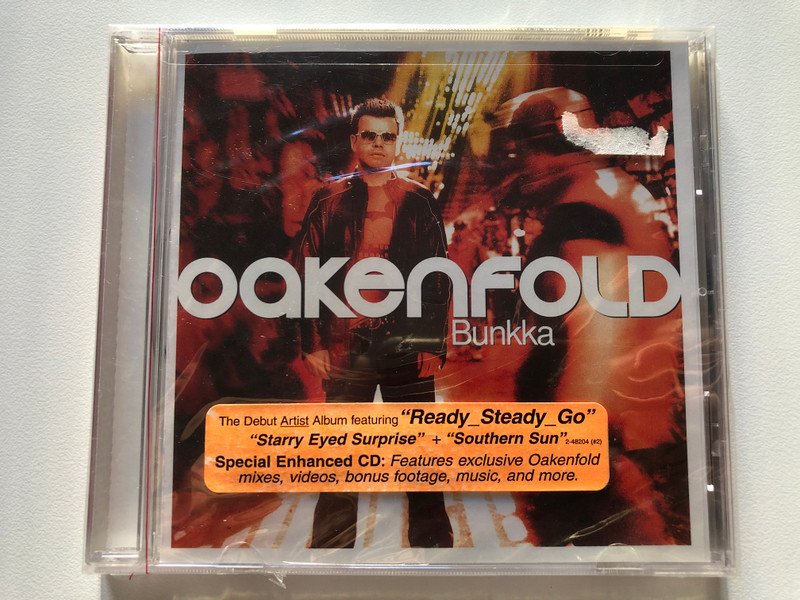 OAKENFOLD
Bunkka
The Debut Artist Album featuring "Ready_Steady_Go"
"Starry Eyed Surprise" + "Southern Sun" 2-48204 (#2)
Special Enhanced CD: Features exclusive Oakenfold
mixes, videos, bonus footage, music, and more.